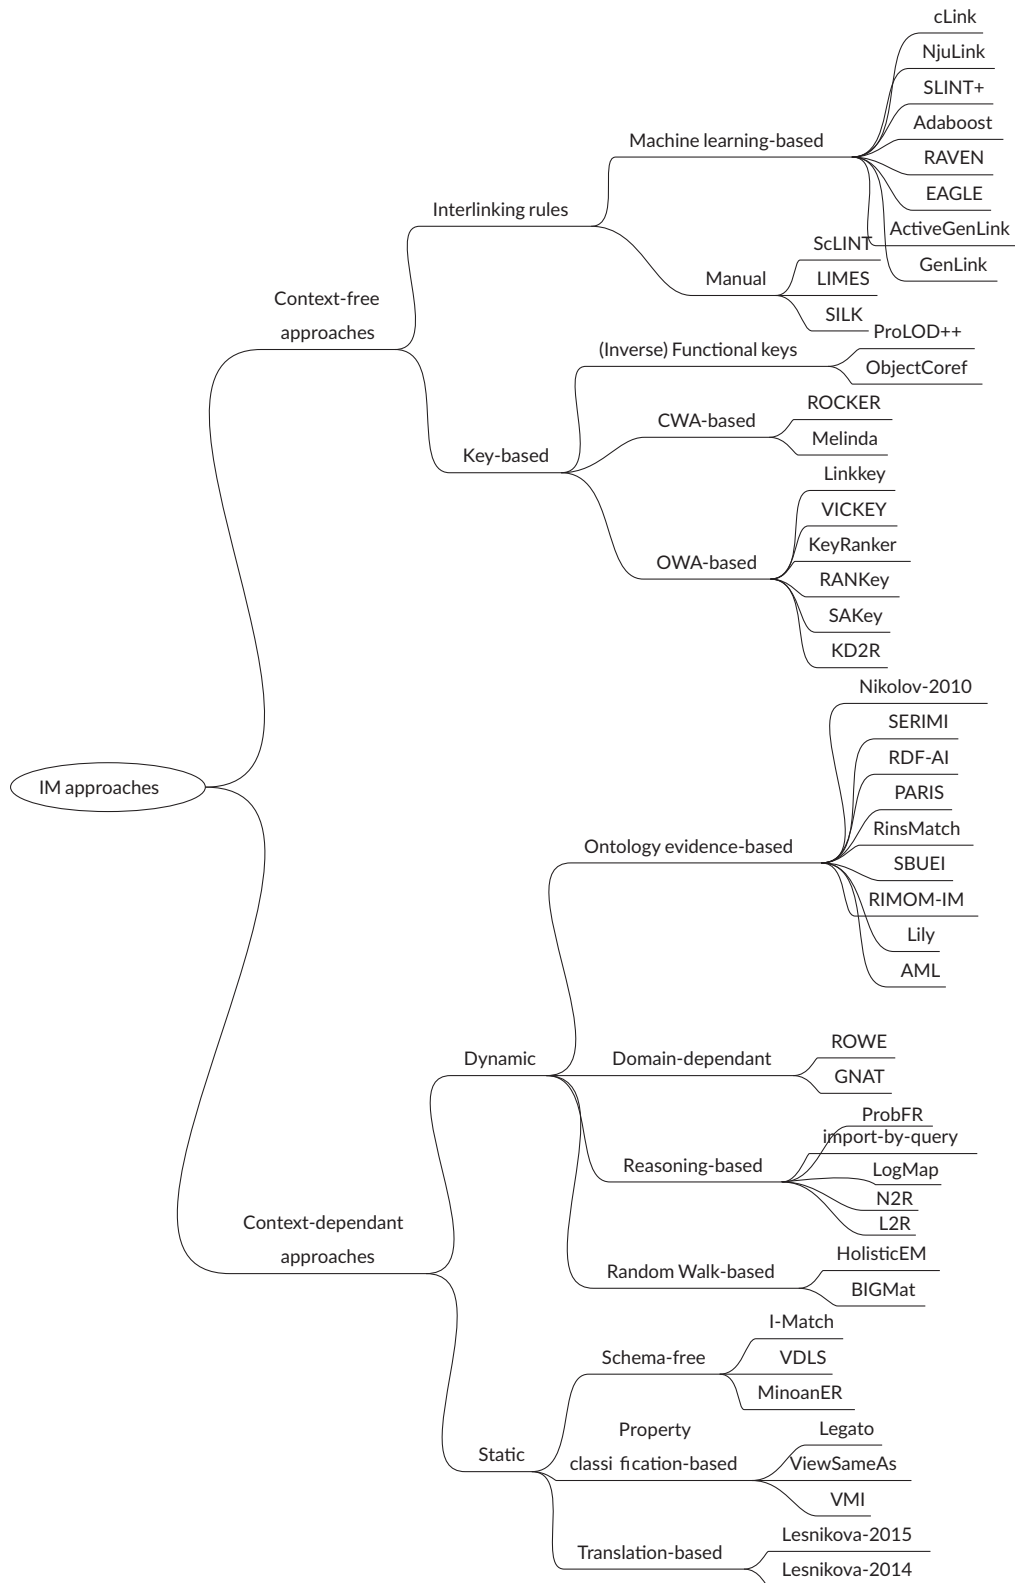 cLink
NjuLink
SLINT+
Adaboost
Machine learning-based
RAVEN
EAGLE
Interlinking rules
ActiveGenLink
ScLINT
GenLink
Manual
LIMES
Context-free
approaches
SILK
ProLOD++
(Inverse) Functional keys
ObjectCoref
ROCKER
CWA-based
Melinda
Key-based
Linkkey
VICKEY
KeyRanker
OWA-based
RANKey
SAKey
KD2R
Nikolov-2010
SERIMI
RDF-AI
IM approaches
PARIS
RinsMatch
Ontology evidence-based
SBUEI
RIMOM-IM
Lily
AML
ROWE
Dynamic
Domain-dependant
GNAT
ProbFR
import-by-query
Reasoning-based
LogMap
N2R
L2R
Context-dependant
approaches
HolisticEM
Random Walk-based
BIGMat
I-Match
Schema-free
VDLS
MinoanER
Property
classi fication-based
Legato
Static
ViewSameAs
VMI
Lesnikova-2015
Translation-based
Lesnikova-2014